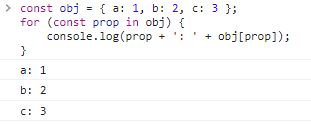 > const obj = { a: 1, b: 2, c: 3 };
for (const prop in obj) {
    console.log(prop + ': ' + obj[prop]);
}
a: 1
b: 2
c: 3